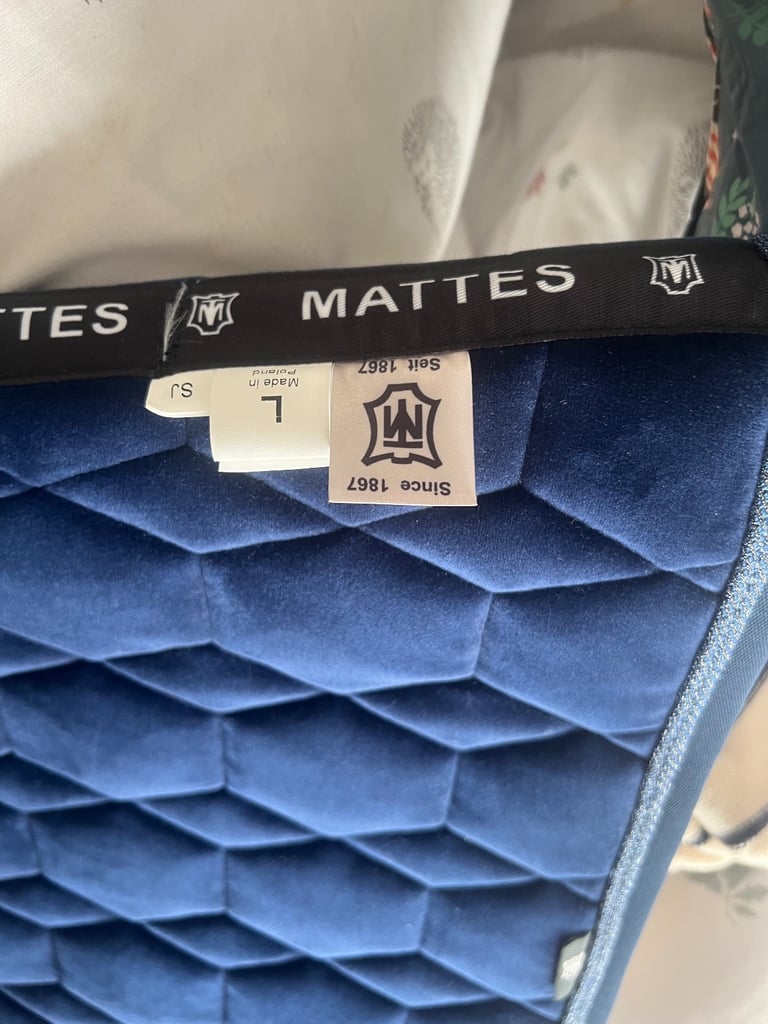 TTES
MATTES
SJ
Made in
Poland
L
Seit 1867
Since 1867